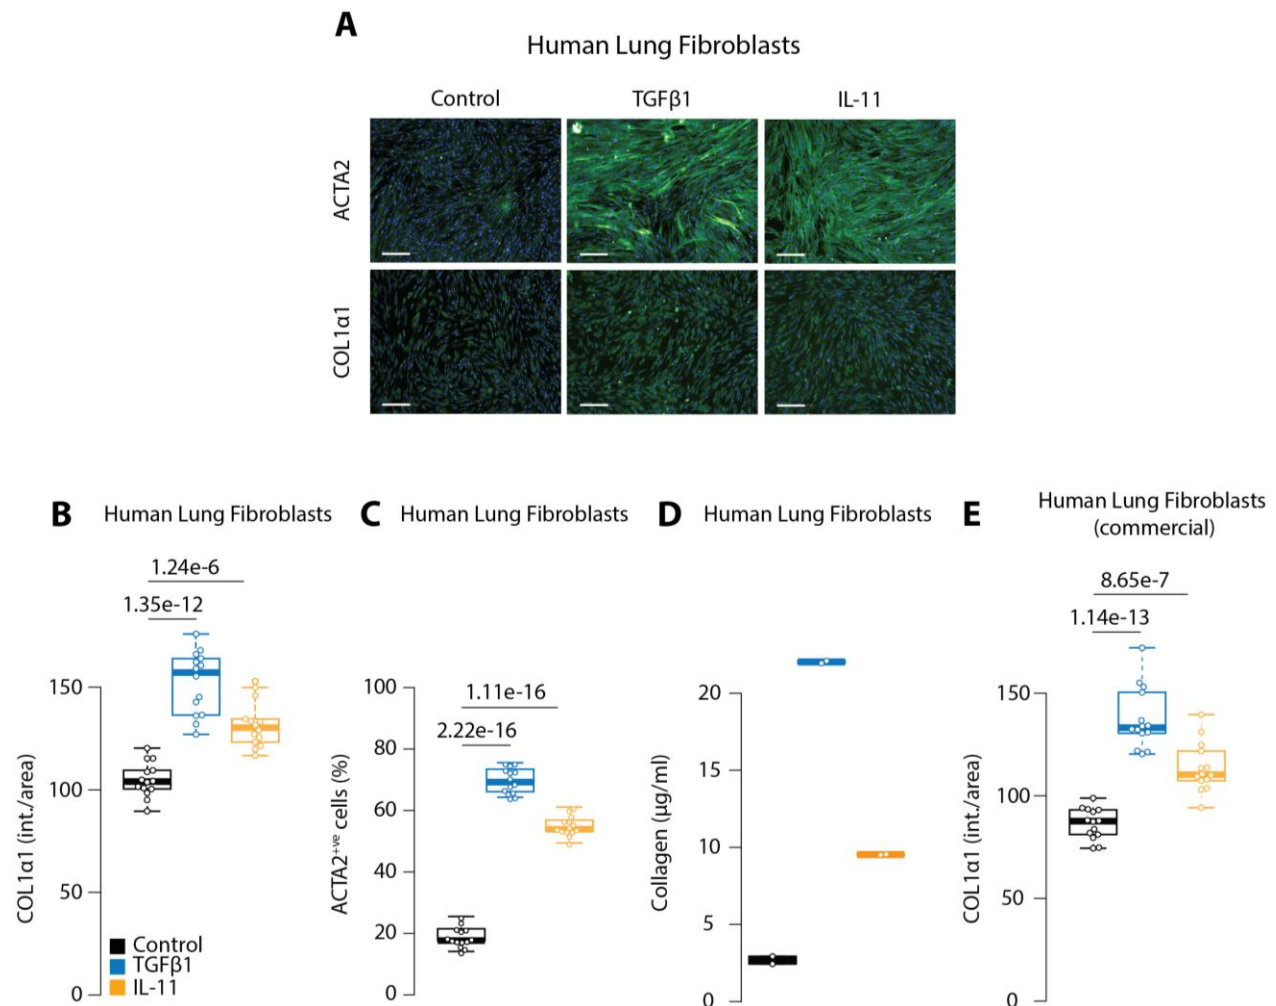 A
Human Lung Fibroblasts
Control
TGFβ1
IL-11
ACTA2
COL1α1
B
Human Lung Fibroblasts
1.24e-6
1.35e-12
COL1α1 (int./area)
150
100
50
0
Control
TGFβ1
IL-11
C
Human Lung Fibroblasts
1.11e-16
2.22e-16
ACTA2+ve cells (%)
100
80
60
40
20
0
D
Human Lung Fibroblasts
Collagen (µg/ml)
20
15
10
5
0
E
Human Lung Fibroblasts
(commercial)
8.65e-7
1.14e-13
COL1α1 (int./area)
150
100
50
0